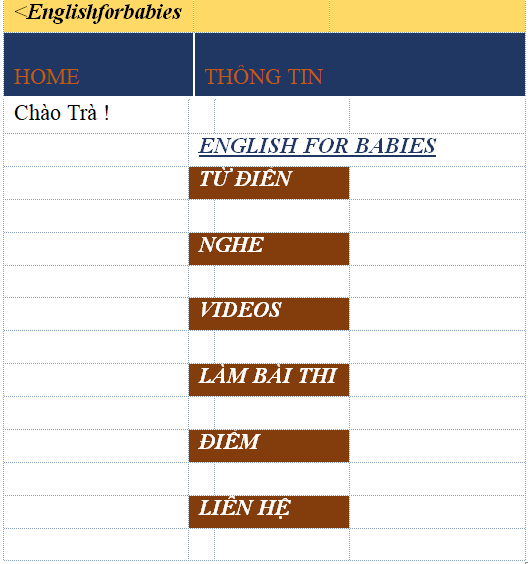 <Englishforbabies
HOME THÔNG TIN
Chào Trà !
ENGLISH FOR BABIES
TỪ ĐIỂN
NGHE
VIDEOS
LÀM BÀI THI
ĐIỂM
LIÊN HỆ